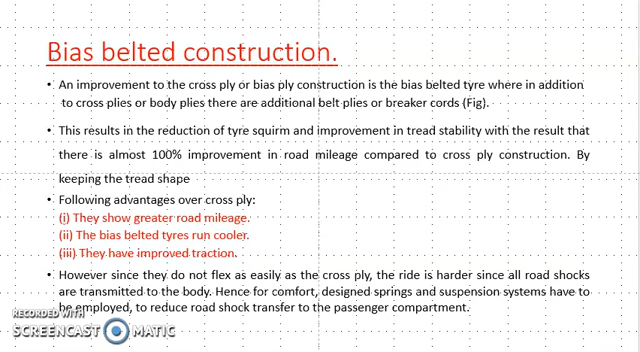 Bias belted construction.
• An improvement to the cross ply or bias ply construction is the bias belted tyre where in addition
to cross plies or body plies there are additional belt plies or breaker cords (Fig).
• This results in the reduction of tyre squirm and improvement in tread stability with the result that
there is almost 100% improvement in road mileage compared to cross ply construction. By
keeping the tread shape
• Following advantages over cross ply:
(i) They show greater road mileage.
(ii) The bias belted tyres run cooler.
(iii) They have improved traction.
• However since they do not flex as easily as the cross ply, the ride is harder since all road shocks
are transmitted to the body. Hence for comfort, designed springs and suspension systems have to
be employed, to reduce road shock transfer to the passenger compartment.
RECORDED WITH
SCREENCAST MATIC